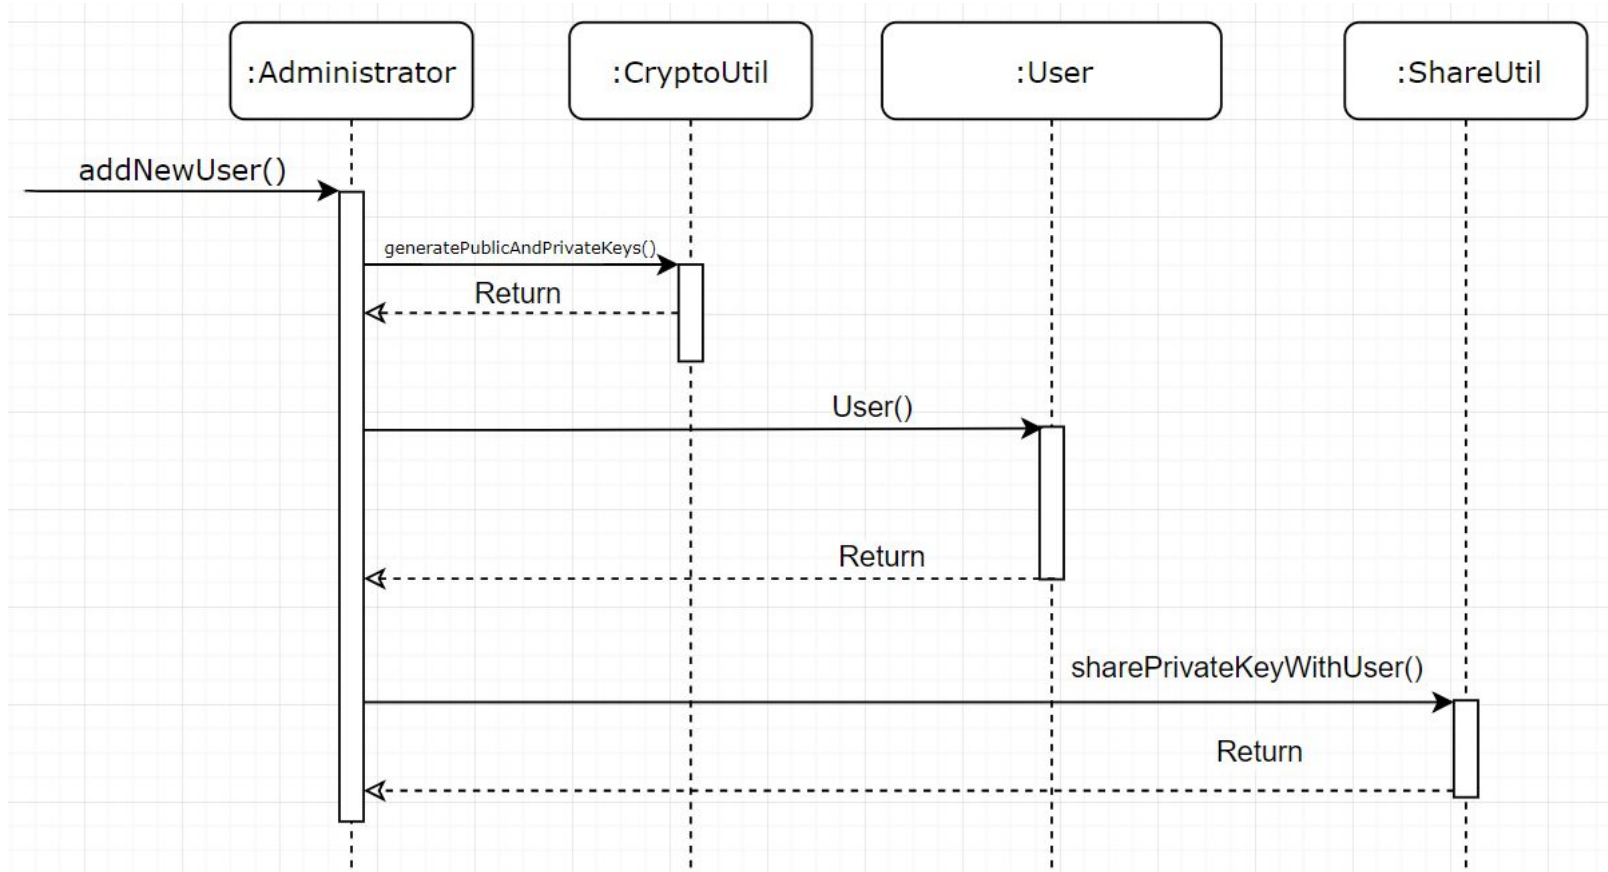 :Administrator
:CryptoUtil
:User
:ShareUtil
addNewUser()
generatePublicAndPrivateKeys()
Return
User()
Return
sharePrivateKeyWithUser()
Return